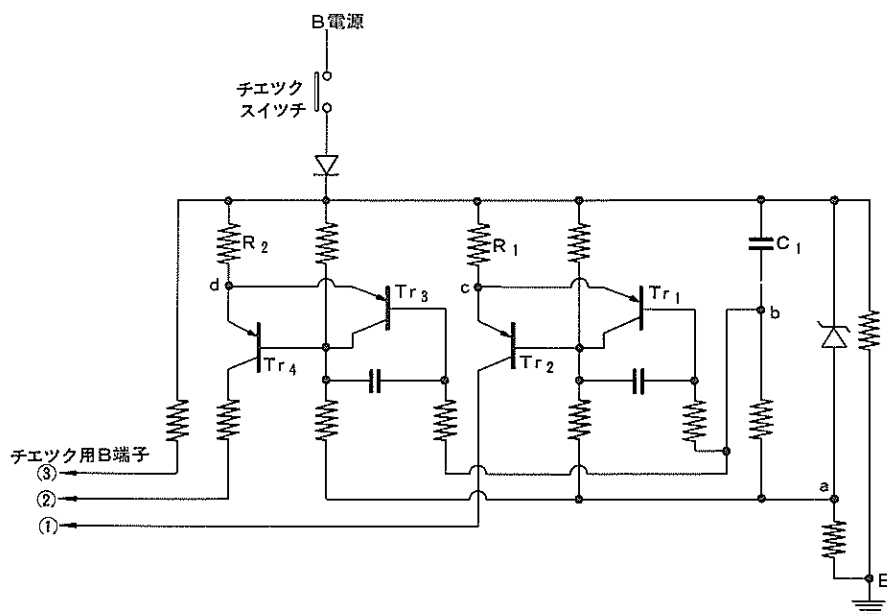 B電源
チエツク
スイツチ
R2
R1
C1
d
c
b
Tr3
Tr1
Tr4
Tr2
チエツク用B端子
③
②
①
a
E